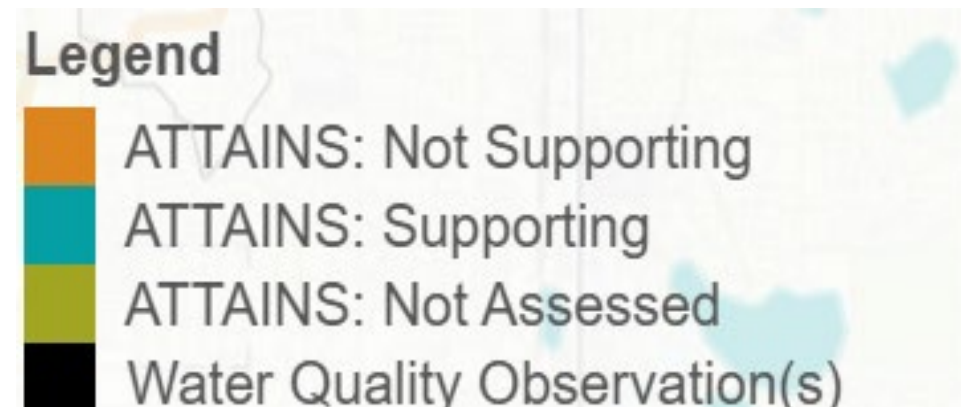 Legend
ATTAINS: Not Supporting
ATTAINS: Supporting
ATTAINS: Not Assessed
Water Quality Observation(s)